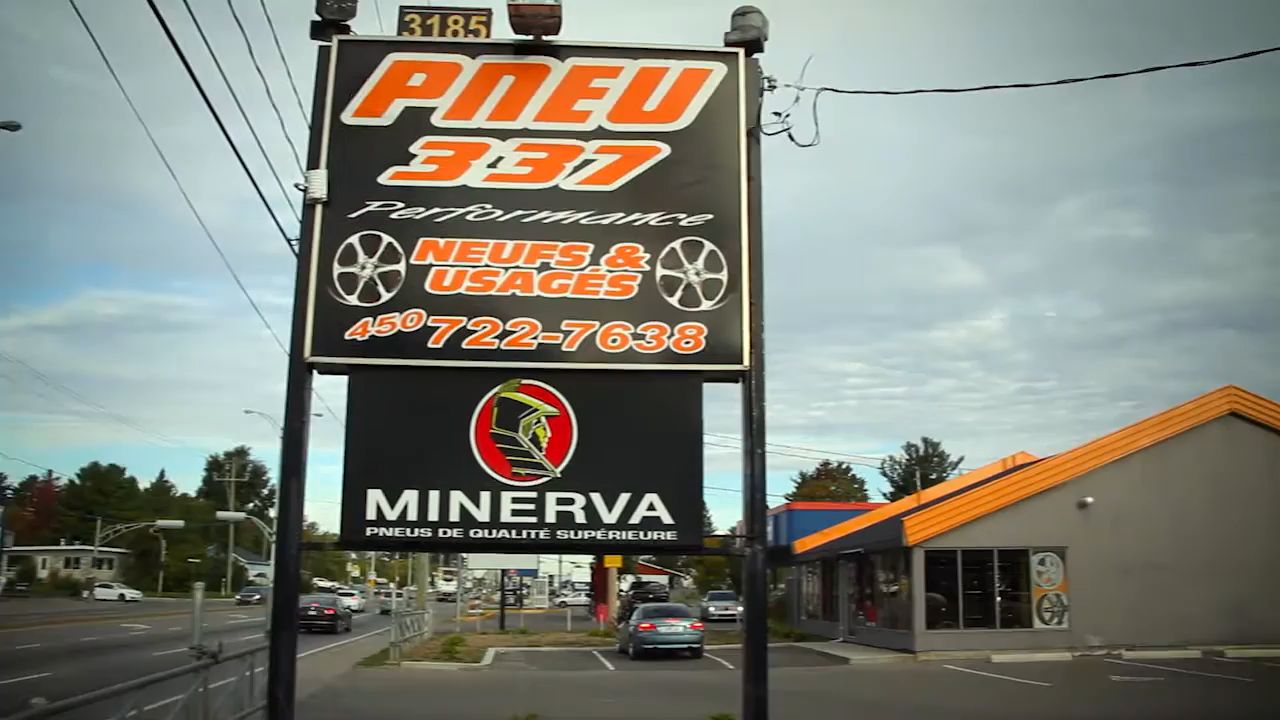 3185
PNEU
337
Performance
NEUFS &
USAGÉS
450 722-7638
MINERVA
PNEUS DE QUALITÉ SUPÉRIEURE